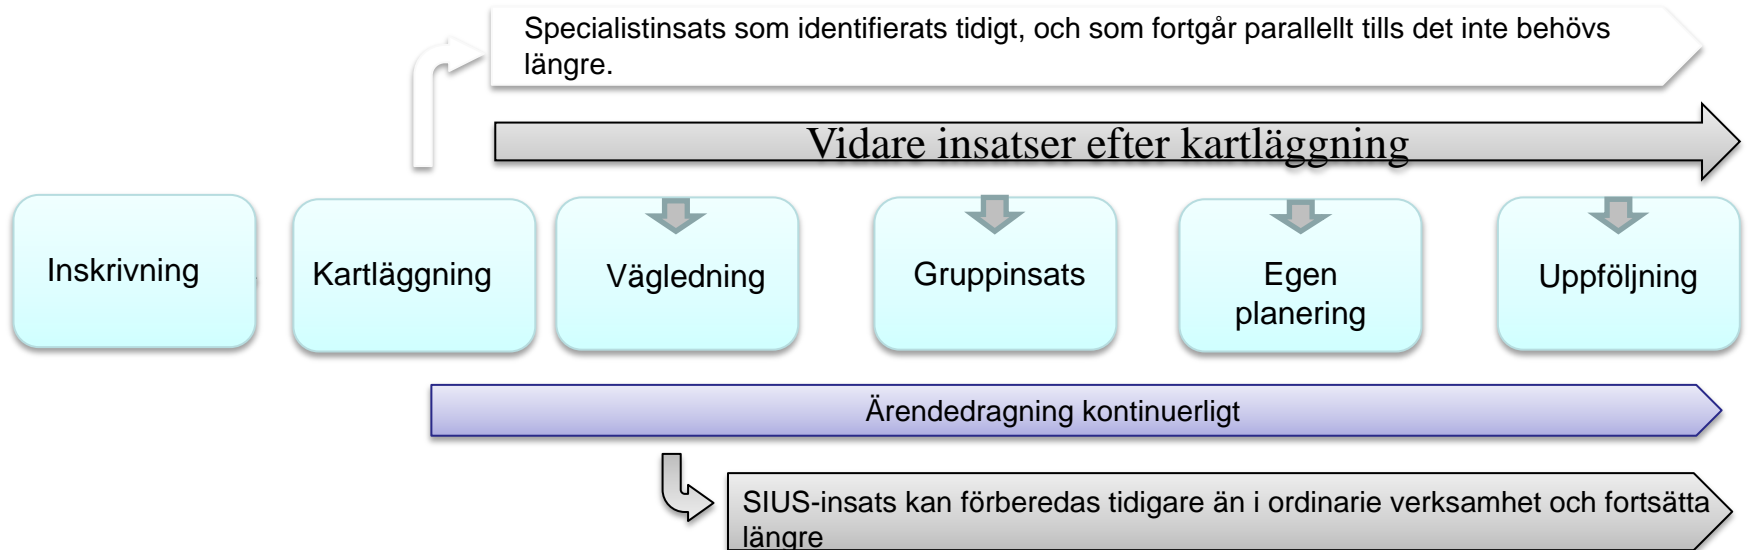 Specialistinsats som identifierats tidigt, och som fortgår parallellt tills det inte behövs
längre.
Vidare insatser efter kartläggning
Inskrivning
Kartläggning
Vägledning
Gruppinsats
Egen
planering
Uppföljning
Ärendedragning kontinuerligt
SIUS-insats kan förberedas tidigare än i ordinarie verksamhet och fortsätta
längre